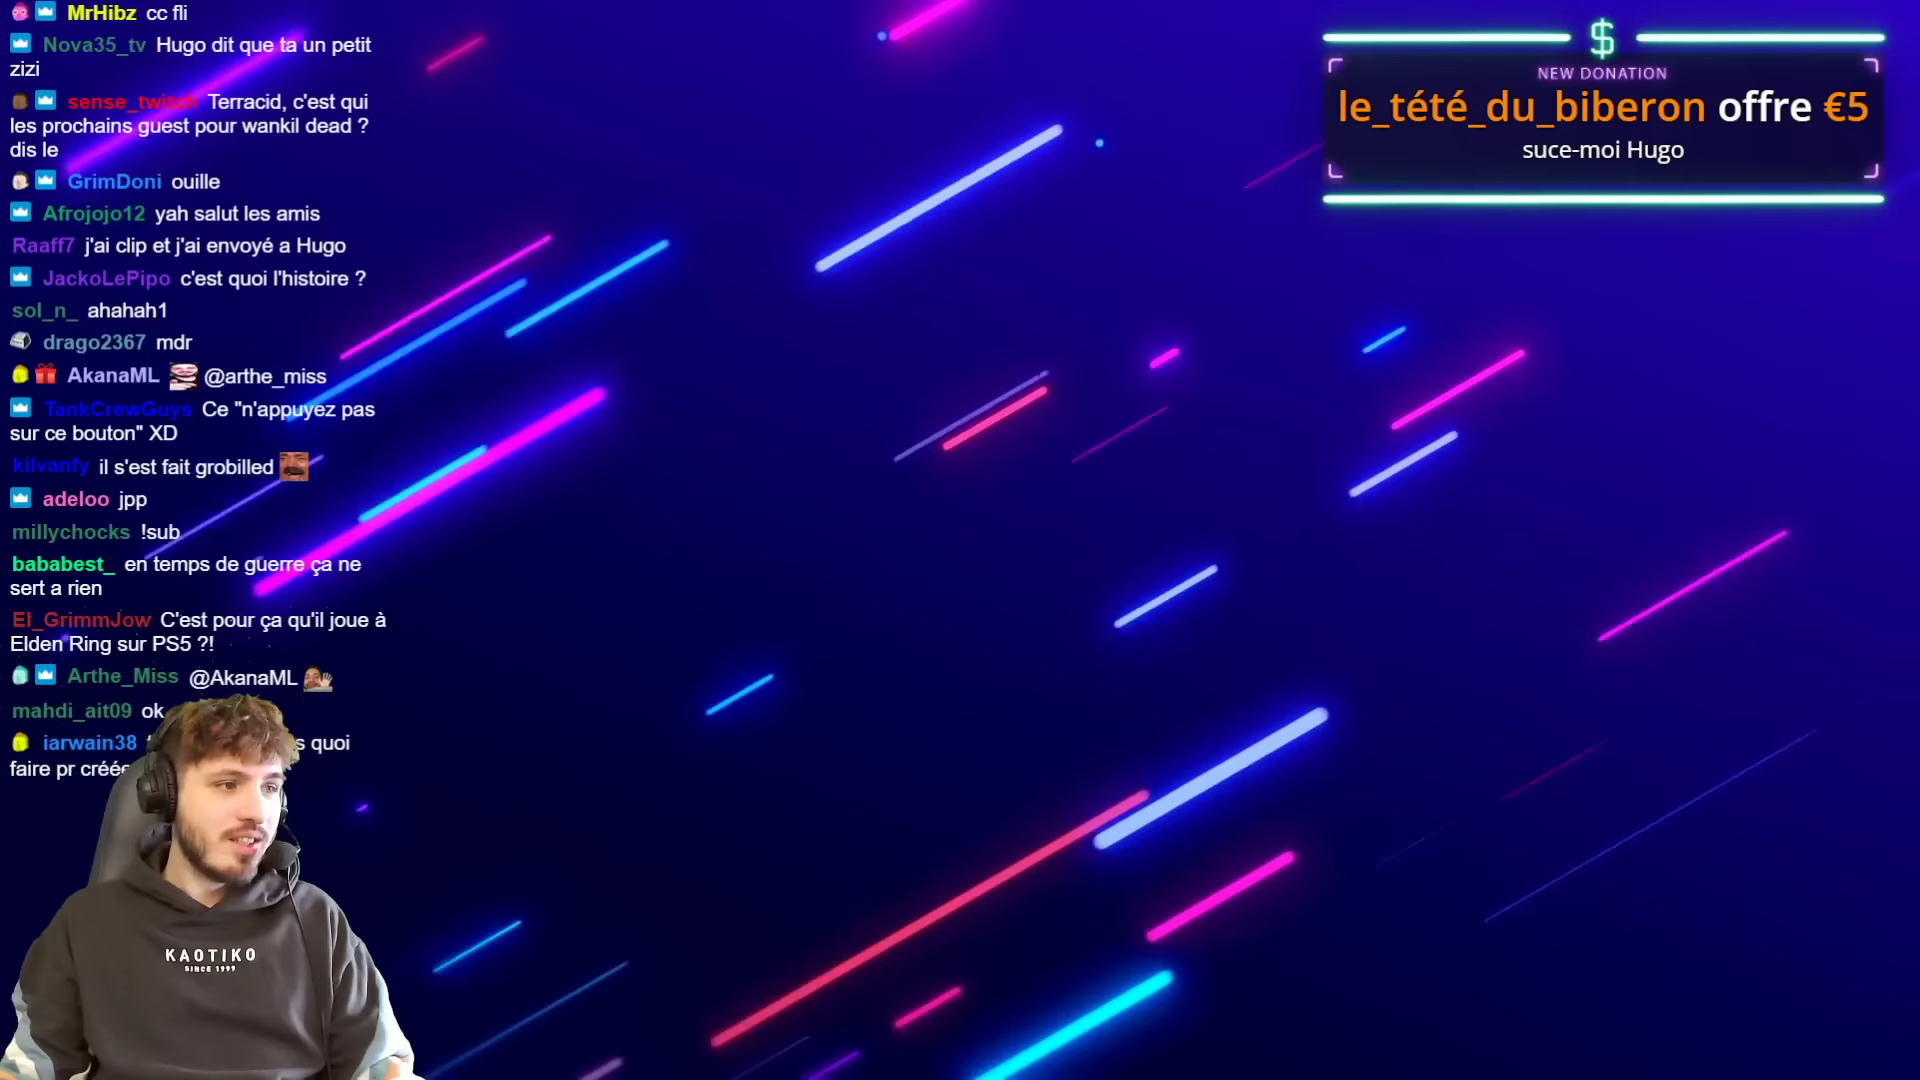 MrHibz cc fli
Nova35_tv Hugo dit que ta un petit
zizi
sense_twitch Terracid, c'est qui
les prochains guest pour wankil dead ?
dis le
GrimDoni ouille
Afrojojo12 yah salut les amis
Raaff7 j'ai clip et j'ai envoyé a Hugo
JackoLePipo c'est quoi l'histoire ?
sol_n_ ahahah1
drago2367 mdr
AkanaML @arthe_miss
TankCrewGuys Ce "n'appuyez pas
sur ce bouton" XD
kilvanfy il s'est fait grobilled
adeloo jpp
millychocks !sub
bababest_ en temps de guerre ça ne
sert a rien
El_GrimmJow C'est pour ça qu'il joue à
Elden Ring sur PS5 ?!
Arthe_Miss @AkanaML
mahdi_ait09 ok
iarwain38 quoi
faire pr créée
$
NEW DONATION
le_tété_du_biberon offre €5
suce-moi Hugo
KAOTIKO
SINCE 1999